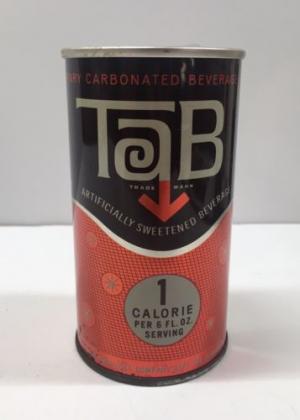 CARBONATED BEVERAGE
TaB
TRADE MARK
ARTIFICIALLY SWEETENED BEVERAGE
1
CALORIE
PER 6 FL. OZ.
SERVING